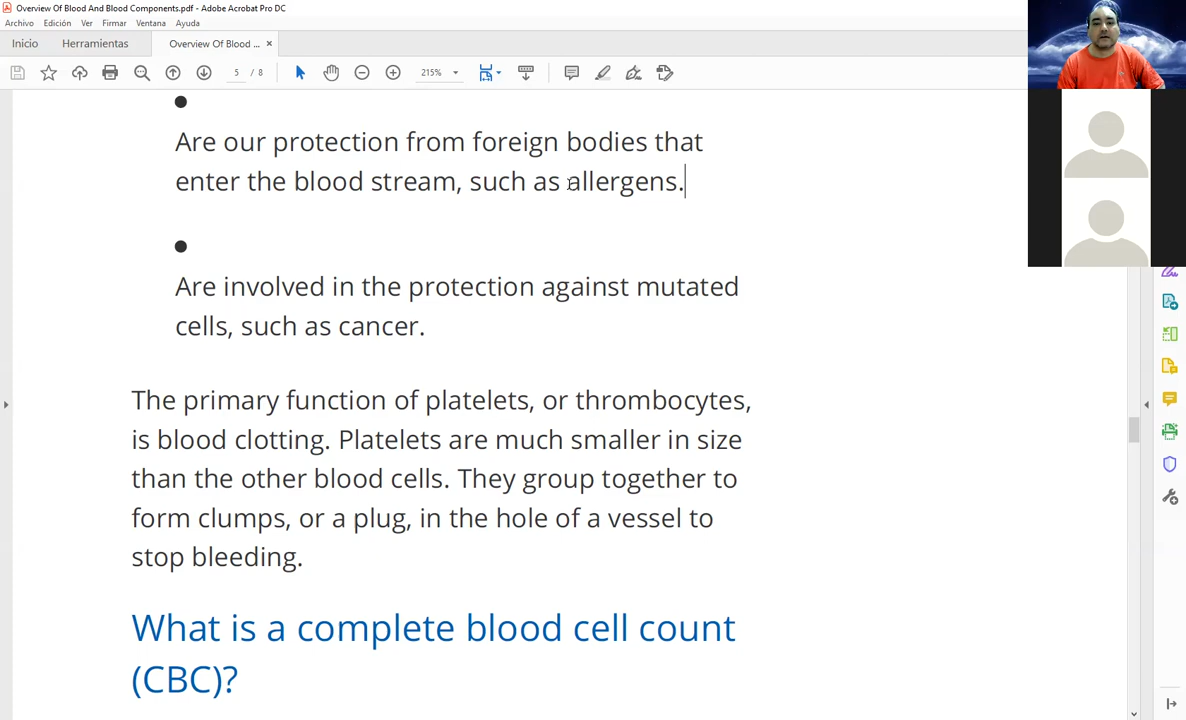 Overview Of Blood And Blood Components.pdf - Adobe Acrobat Pro DC
Archivo Edición Ver Firmar Ventana Ayuda
Inicio Herramientas Overview Of Blood ... ×
5 / 8 215%
•
Are our protection from foreign bodies that
enter the blood stream, such as allergens.
•
Are involved in the protection against mutated
cells, such as cancer.
The primary function of platelets, or thrombocytes,
is blood clotting. Platelets are much smaller in size
than the other blood cells. They group together to
form clumps, or a plug, in the hole of a vessel to
stop bleeding.
What is a complete blood cell count
(CBC)?